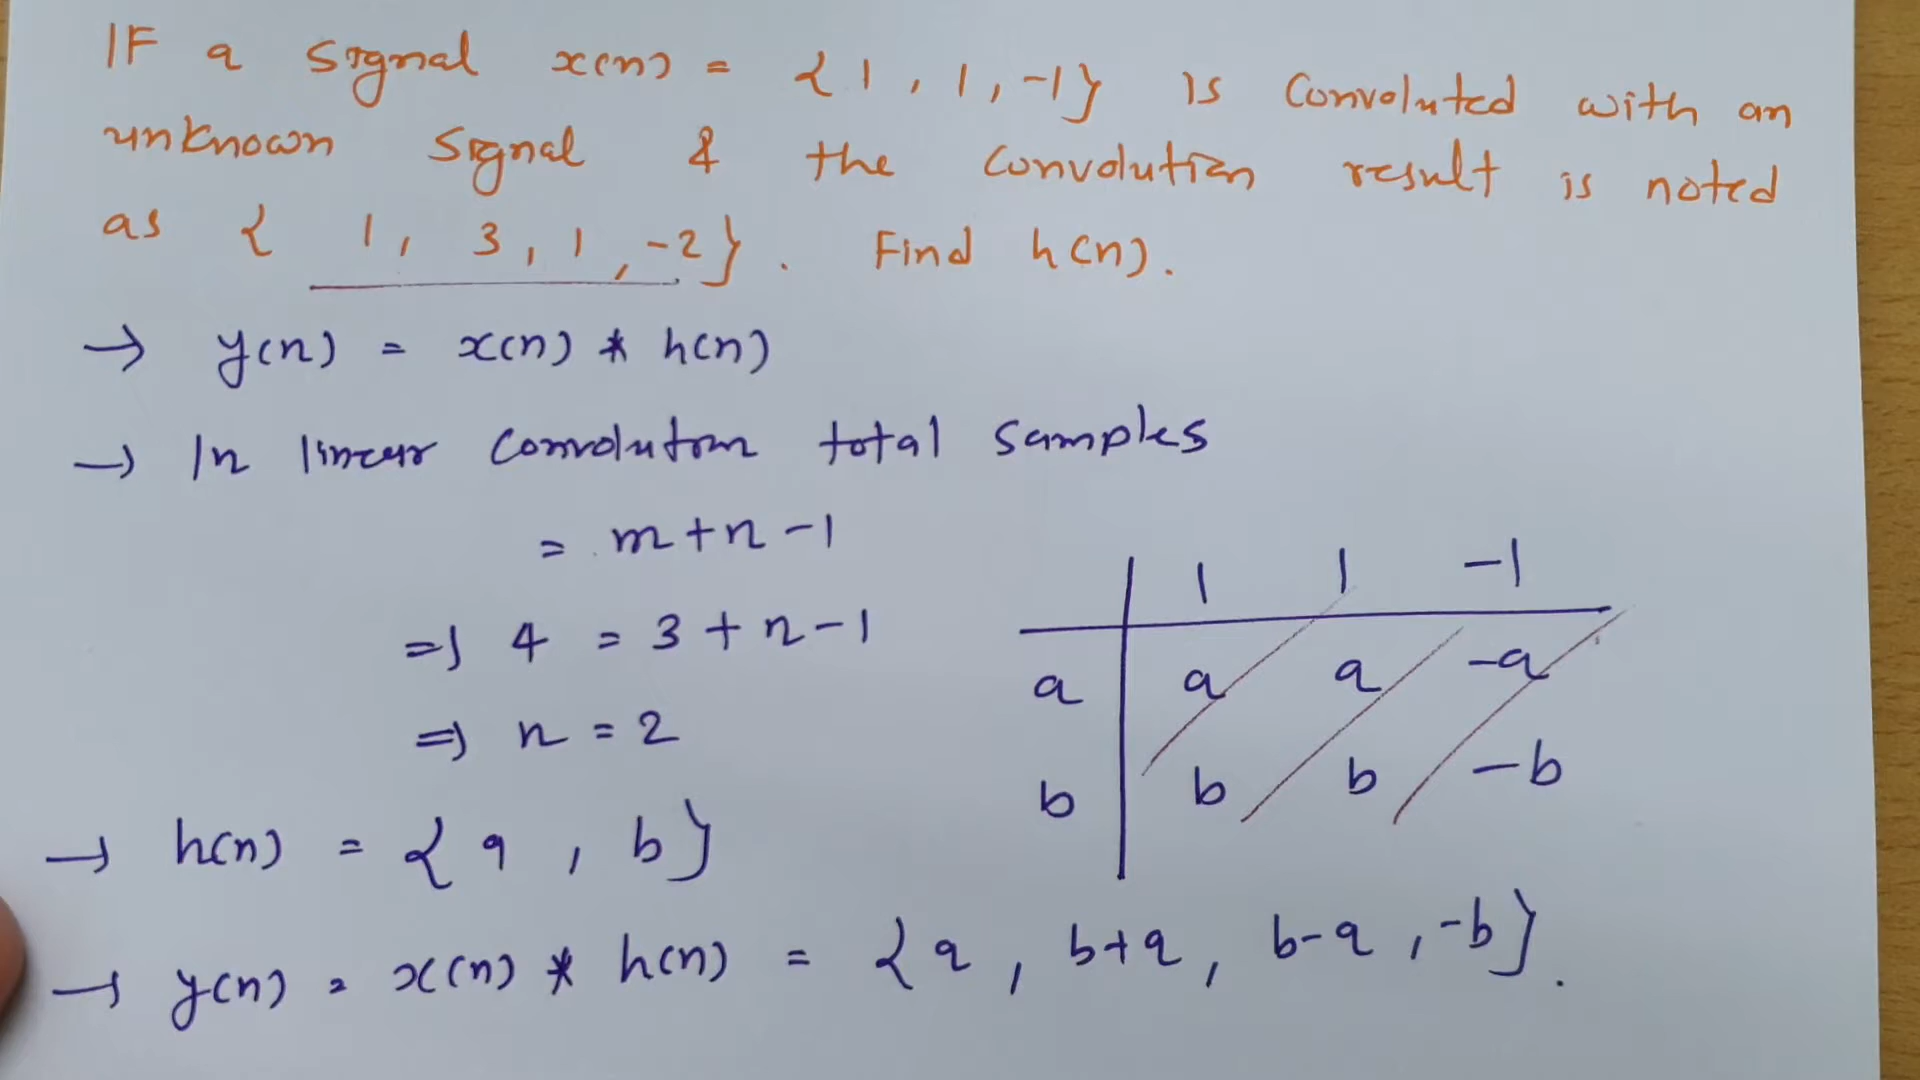 IF a signal x(n) = {1, 1, -1} is Convoluted with an
unknown signal & the Convolution result is noted
as { 1, 3, 1, -2}. Find h(n).
→ y(n) = x(n) * h(n)
→ In linear Convolution total samples
= m+n-1
⇒ 4 = 3+n-1
⇒ n = 2
1 1 -1
a a a -a
b b b -b
→ h(n) = {a, b}
→ y(n) = x(n) * h(n) = {a, b+a, b-a, -b}.